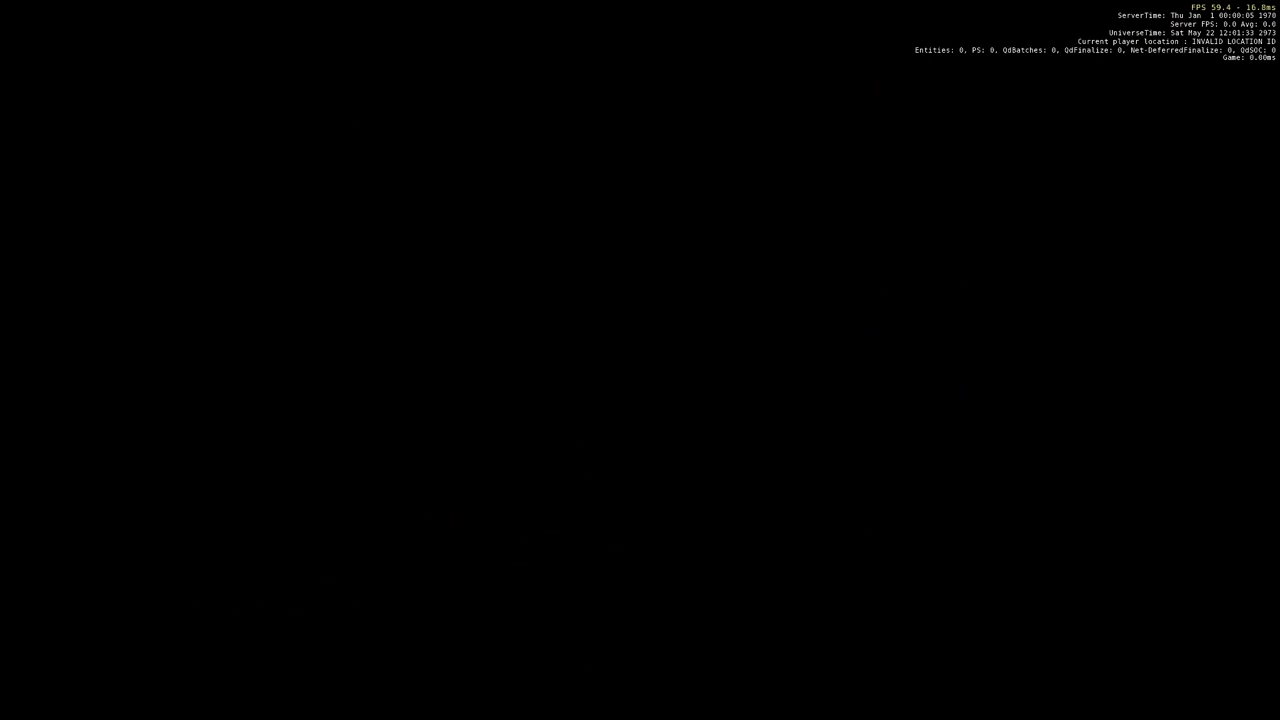 FPS 59.4 - 16.8ms
ServerTime: Thu Jan  1 00:00:05 1970
Server FPS: 0.0 Avg: 0.0
UniverseTime: Sat May 22 12:01:33 2973
Current player location : INVALID LOCATION ID
Entities: 0, PS: 0, QdBatches: 0, QdFinalize: 0, Net-DeferredFinalize: 0, QdSOC: 0
Game: 0.00ms